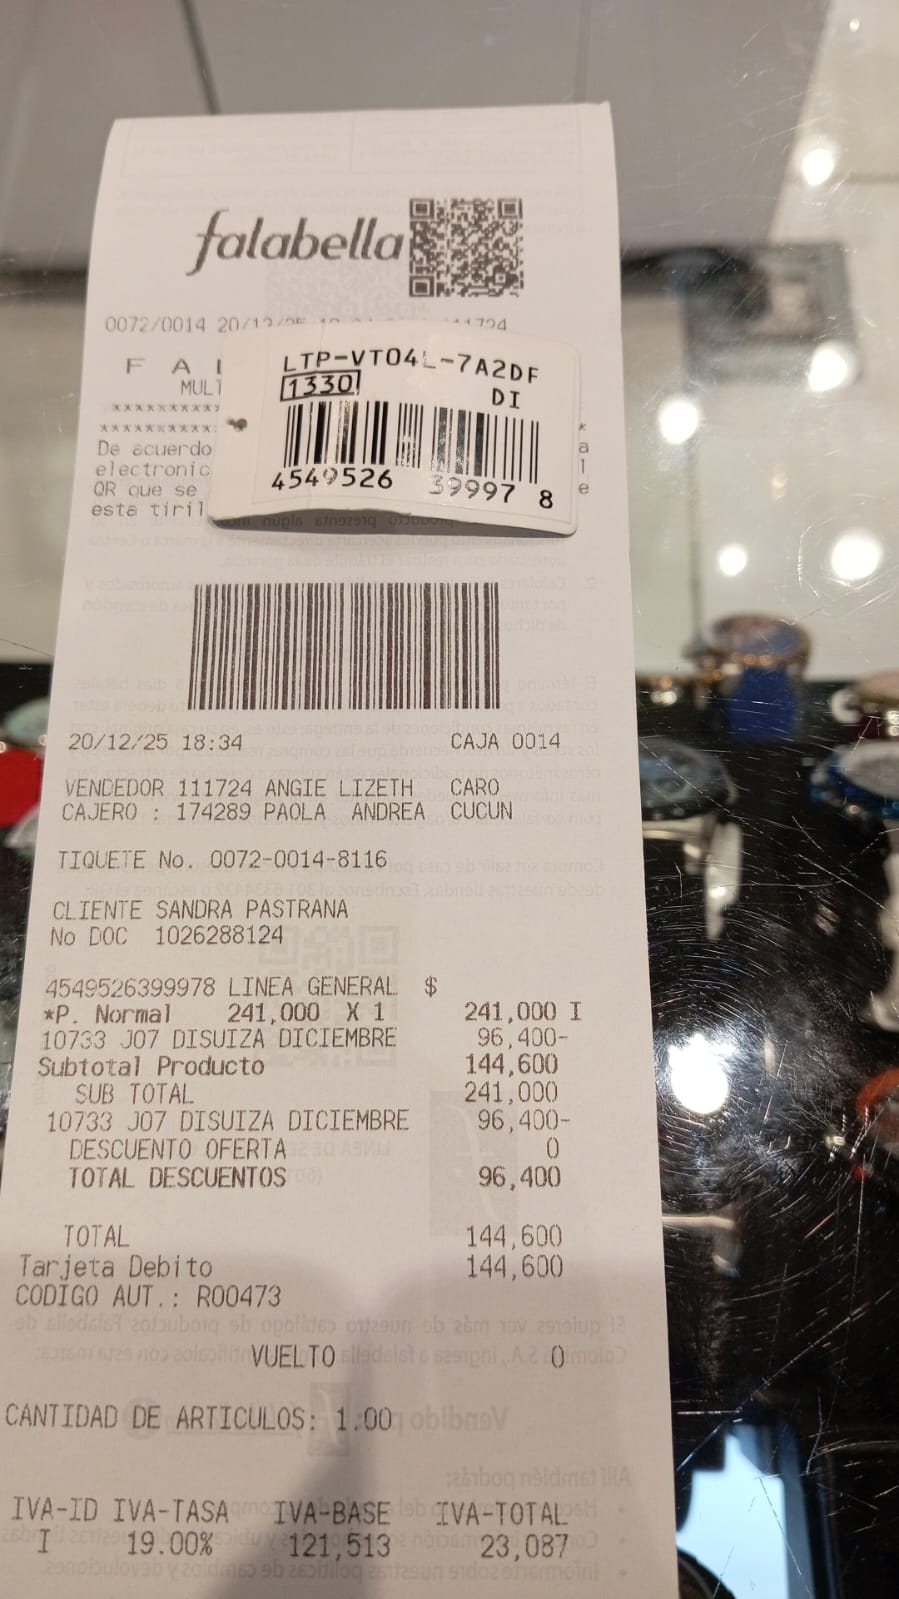 falabella
0072/0014 20/12/25
LTP-VT04L-7A2DF
1330
DI
4549526 39997 8
F A
MUL
De acuerdo
electronic
QR que se
esta tiril
20/12/25 18:34 CAJA 0014
VENDEDOR 111724 ANGIE LIZETH CARO
CAJERO : 174289 PAOLA ANDREA CUCUN
TIQUETE No. 0072-0014-8116
CLIENTE SANDRA PASTRANA
No DOC 1026288124
4549526399978 LINEA GENERAL $
*P. Normal 241,000 X 1 241,000 I
10733 J07 DISUIZA DICIEMBRE 96,400-
Subtotal Producto 144,600
SUB TOTAL 241,000
10733 J07 DISUIZA DICIEMBRE 96,400-
DESCUENTO OFERTA 0
TOTAL DESCUENTOS 96,400
TOTAL 144,600
Tarjeta Debito 144,600
CODIGO AUT.: R00473
VUELTO 0
CANTIDAD DE ARTICULOS: 1.00
IVA-ID IVA-TASA IVA-BASE IVA-TOTAL
I 19.00% 121,513 23,087